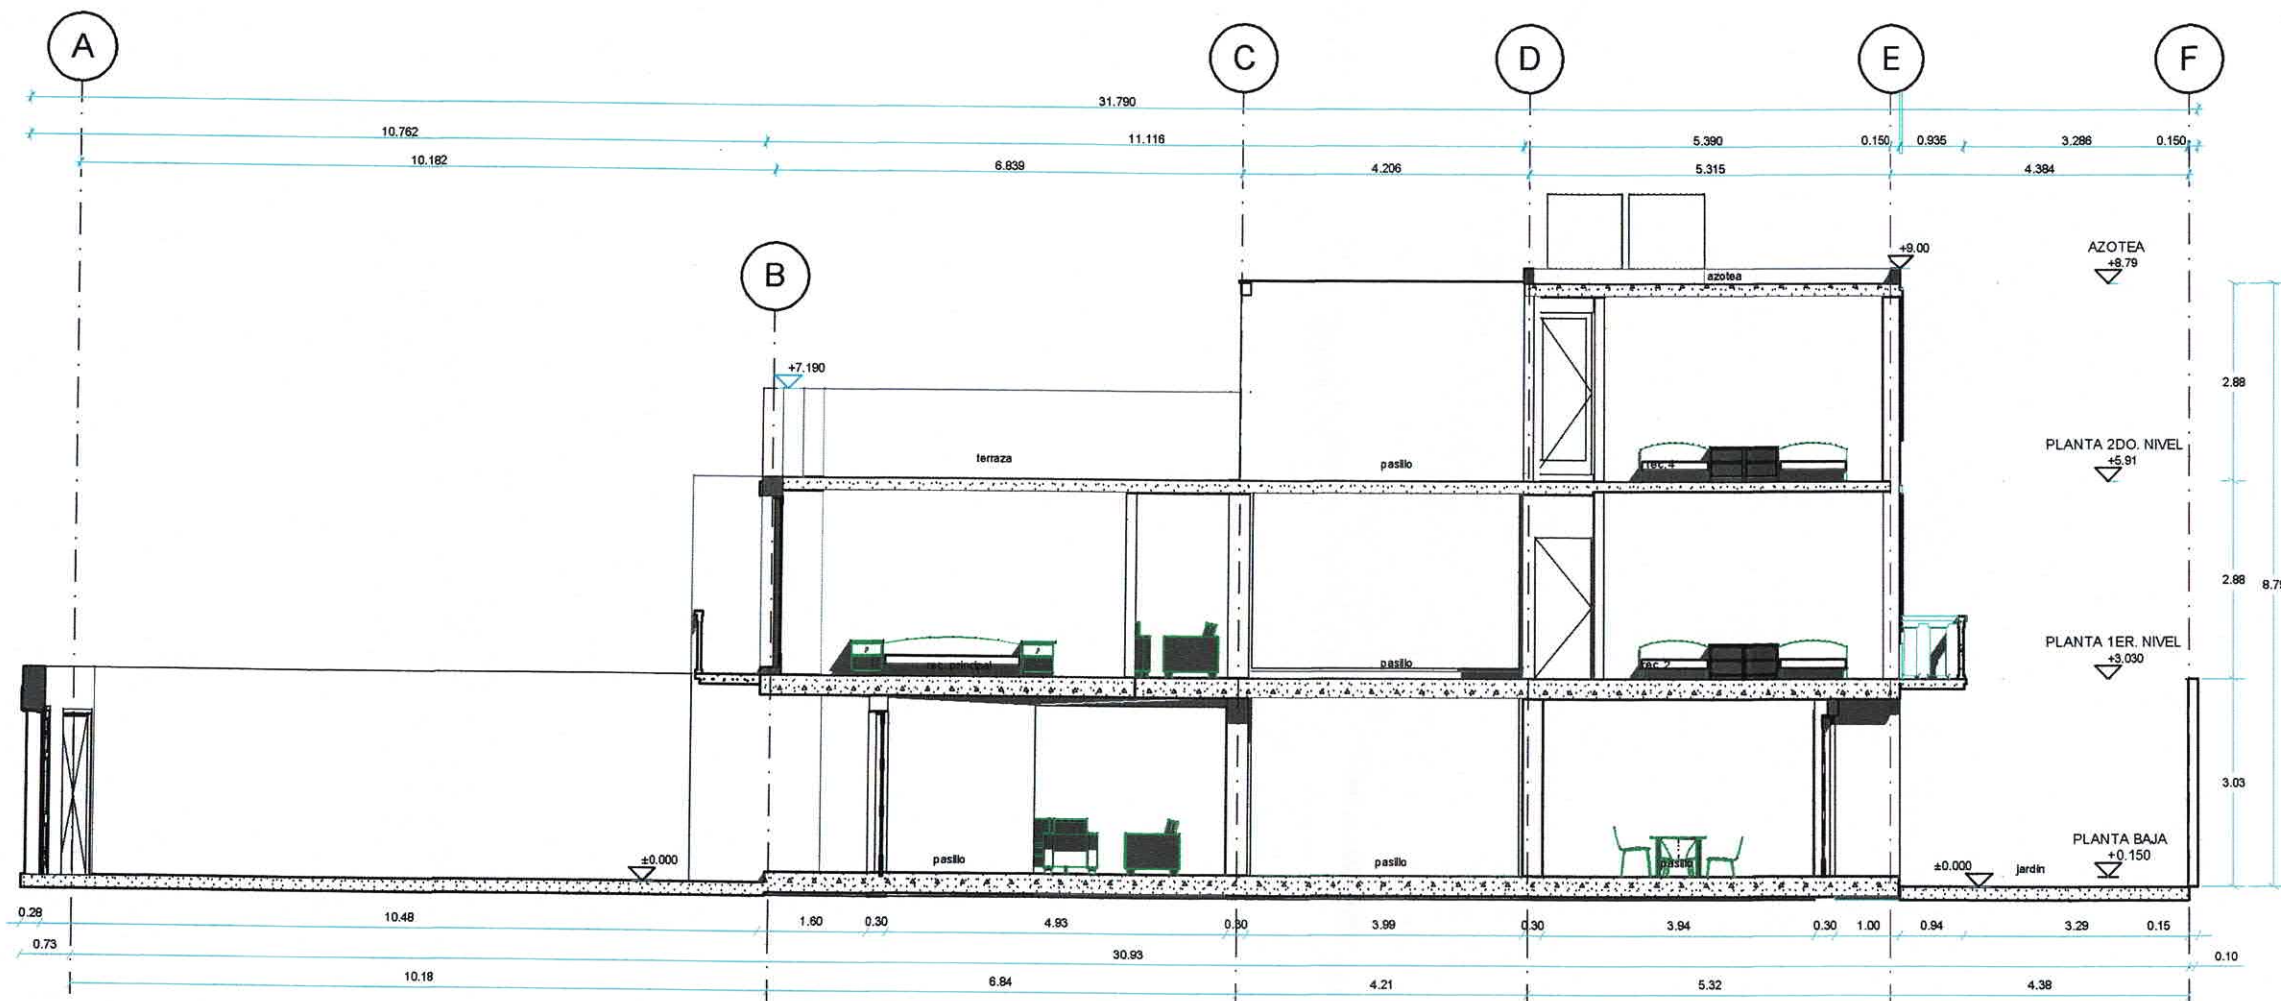 A C D E F
31.790
10.762 11.116 5.390 0.150 0.935 3.286 0.150
10.182 6.839 4.206 5.315 4.384
B
+9.00
AZOTEA
+8.79
azotea
+7.190
2.88
terraza
pasillo
rec.4
PLANTA 2DO. NIVEL
+5.91
2.88
rec. principal
pasillo
rec.2
PLANTA 1ER. NIVEL
+3.030
3.03
±0.000
pasillo
pasillo
pasillo
±0.000
jardín
PLANTA BAJA
+0.150
0.28 10.48 1.60 0.30 4.93 0.30 3.99 0.30 3.94 0.30 1.00 0.94 3.29 0.15
0.73 30.93 0.10
10.18 6.84 4.21 5.32 4.38